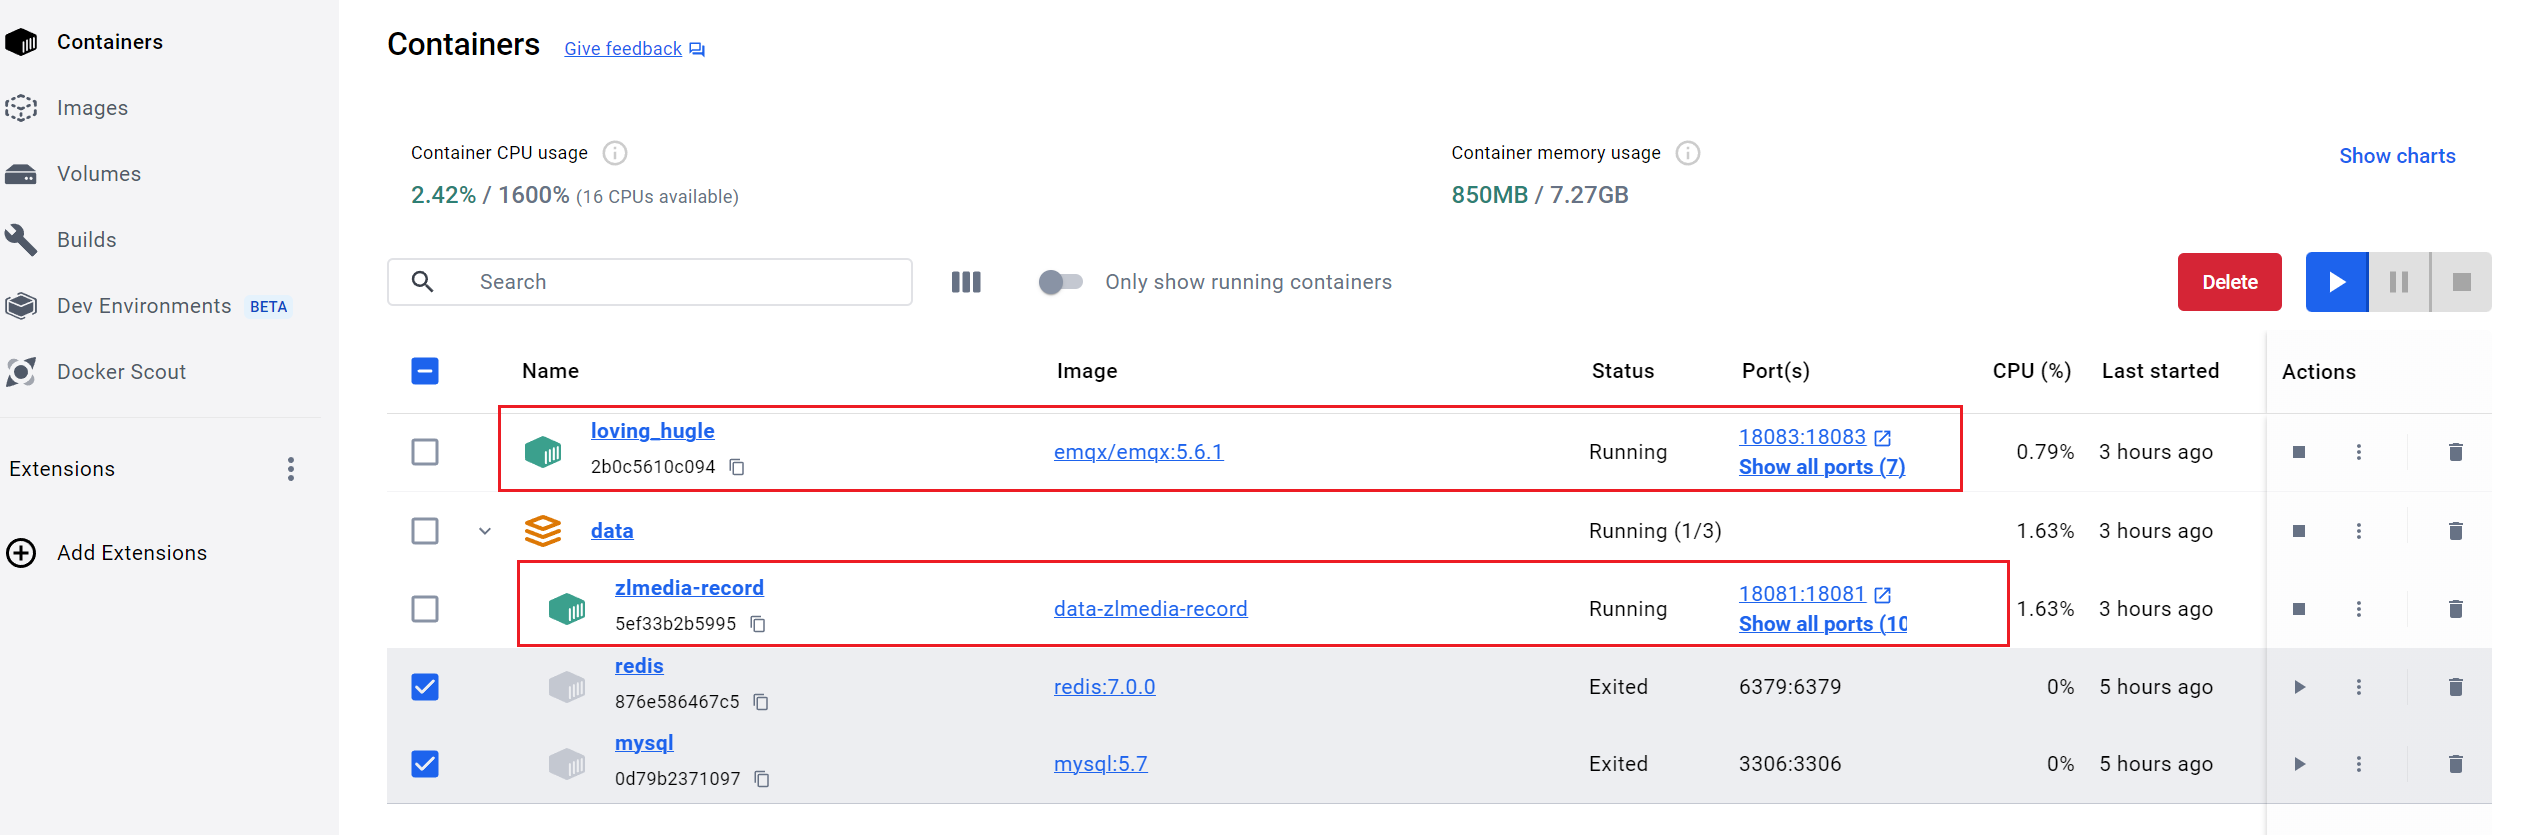 Containers
Images
Volumes
Builds
Dev Environments BETA
Docker Scout
Extensions
Add Extensions
Containers Give feedback
Container CPU usage
2.42% / 1600% (16 CPUs available)
Container memory usage
850MB / 7.27GB
Show charts
Search
Only show running containers
Delete
Name Image Status Port(s) CPU (%) Last started Actions
loving_hugle
2b0c5610c094
emqx/emqx:5.6.1
Running
18083:18083
Show all ports (7)
0.79%
3 hours ago
data
Running (1/3)
1.63%
3 hours ago
zlmedia-record
5ef33b2b5995
data-zlmedia-record
Running
18081:18081
Show all ports (10
1.63%
3 hours ago
redis
876e586467c5
redis:7.0.0
Exited
6379:6379
0%
5 hours ago
mysql
0d79b2371097
mysql:5.7
Exited
3306:3306
0%
5 hours ago